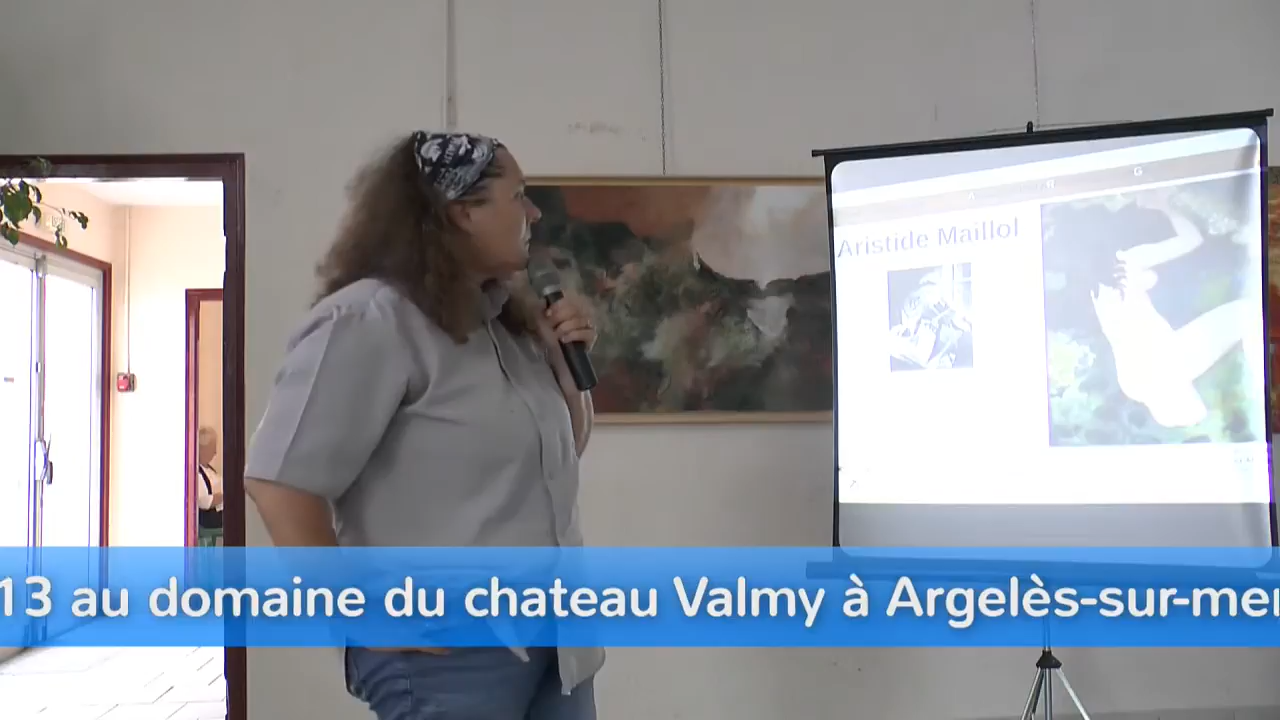 Aristide Maillol
13 au domaine du chateau Valmy à Argelès-sur-mer